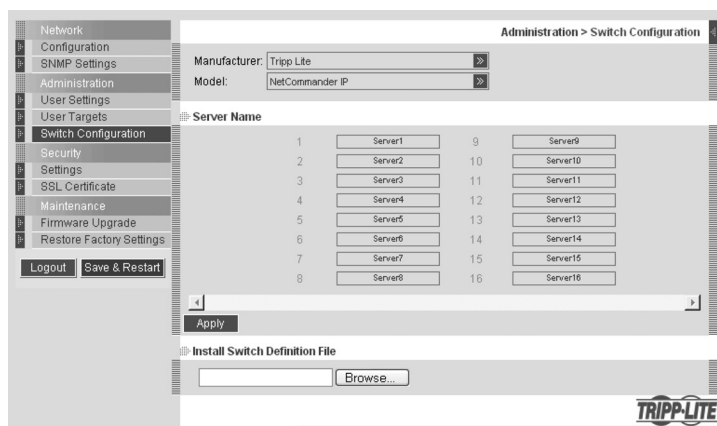 Network
Configuration
SNMP Settings
Administration
User Settings
User Targets
Switch Configuration
Security
Settings
SSL Certificate
Maintenance
Firmware Upgrade
Restore Factory Settings
Logout Save & Restart
Administration > Switch Configuration
Manufacturer: Tripp Lite
Model: NetCommander IP
Server Name
1 Server1 9 Server9
2 Server2 10 Server10
3 Server3 11 Server11
4 Server4 12 Server12
5 Server5 13 Server13
6 Server6 14 Server14
7 Server7 15 Server15
8 Server8 16 Server16
Apply
Install Switch Definition File
Browse...
TRIPP·LITE